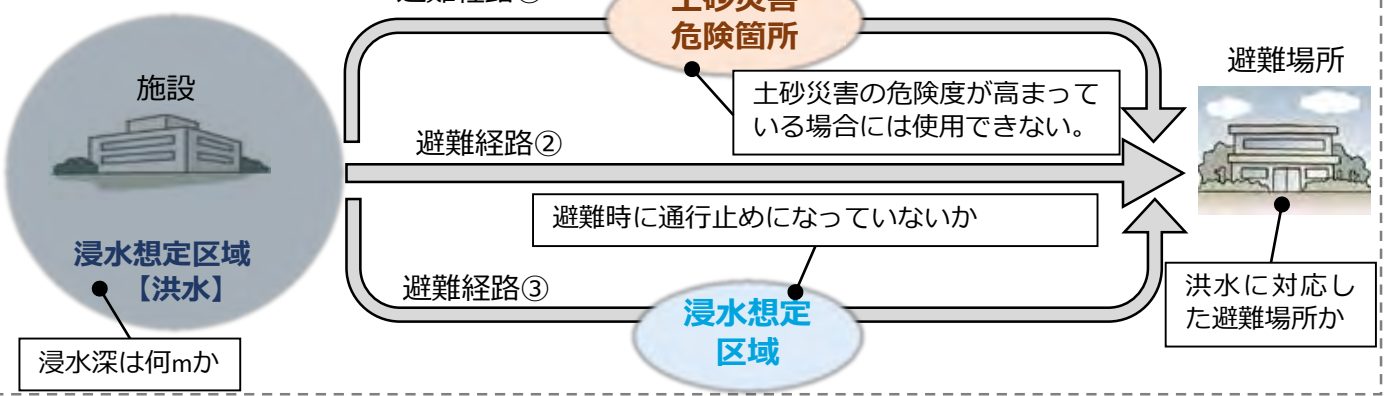 土砂災害
危険箇所
避難場所
施設
土砂災害の危険度が高まって
いる場合には使用できない。
避難経路②
避難時に通行止めになっていないか
浸水想定区域
【洪水】
避難経路③
浸水想定
区域
洪水に対応し
た避難場所か
浸水深は何mか